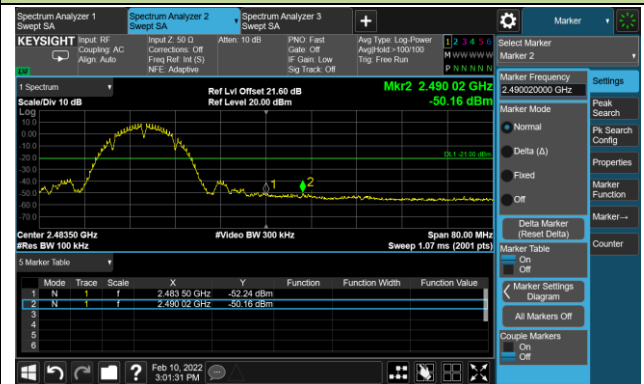 Spectrum Analyzer 1
Swept SA
Spectrum Analyzer 2
Swept SA
Spectrum Analyzer 3
Swept SA
+
Marker
KEYSIGHT
Input: RF
Coupling: AC
Align: Auto
Input Z: 50 Ω
Corrections: Off
Freq Ref: Int (S)
NFE: Adaptive
Atten: 10 dB
PNO: Fast
Gate: Off
IF Gain: Low
Sig Track: Off
Avg Type: Log-Power
Avg|Hold:>100/100
Trig: Free Run
1 2 3 4 5 6
M W W W W W
P N N N N N
LVI
Select Marker
Marker 2
1 Spectrum
Scale/Div 10 dB
Ref Lvl Offset 21.60 dB
Ref Level 20.00 dBm
Mkr2 2.490 02 GHz
-50.16 dBm
Log
10.0
0.00
-10.0
-20.0
-30.0
-40.0
-50.0
-60.0
-70.0
DL1 -21.00 dBm
1
2
Center 2.48350 GHz
#Res BW 100 kHz
#Video BW 300 kHz
Span 80.00 MHz
Sweep 1.07 ms (2001 pts)
5 Marker Table
Mode Trace Scale X Y Function Function Width Function Value
1 N 1 f 2.483 50 GHz -52.24 dBm
2 N 1 f 2.490 02 GHz -50.16 dBm
3
4
5
6
Marker Frequency
2.490020000 GHz
Marker Mode
Normal
Delta (Δ)
Fixed
Off
Delta Marker
(Reset Delta)
Marker Table
On
Off
Marker Settings
Diagram
All Markers Off
Couple Markers
On
Off
Settings
Peak
Search
Pk Search
Config
Properties
Marker
Function
Marker→
Counter
?
Feb 10, 2022
3:01:31 PM